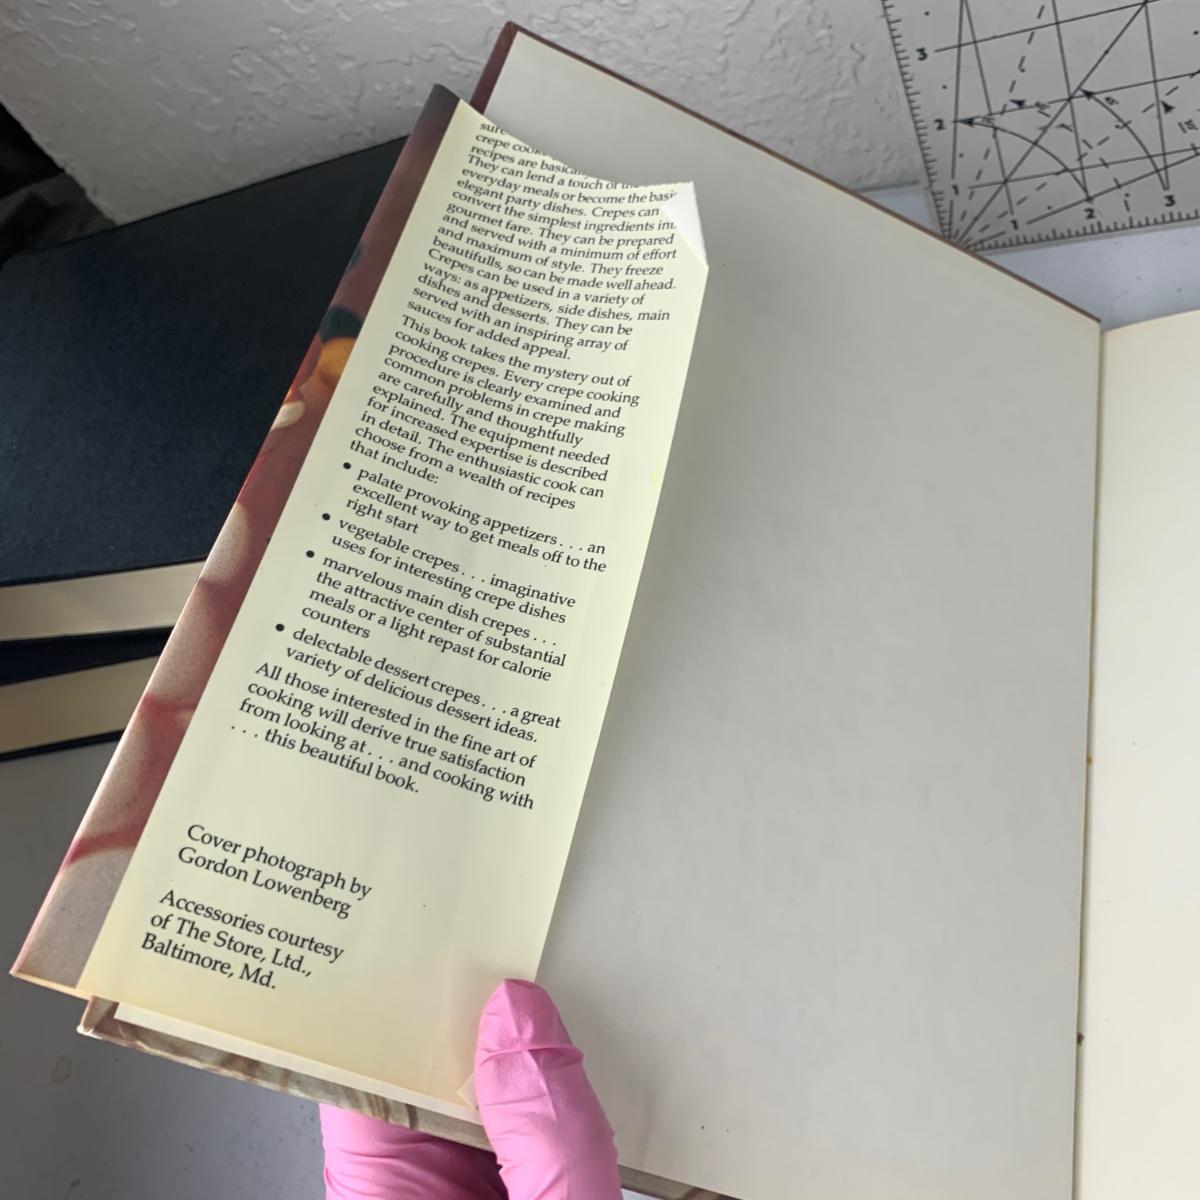 sure
crepe
recipes are
They can lend a touch of
everyday meals or become the basis
elegant party dishes. Crepes can
convert the simplest ingredients into
gourmet fare. They can be prepared
and served with a minimum of effort
and maximum of style. They freeze
beautifulls, so can be made well ahead.
Crepes can be used in a variety of
ways: as appetizers, side dishes, main
dishes and desserts. They can be
served with an inspiring array of
sauces for added appeal.
This book takes the mystery out of
cooking crepes. Every crepe cooking
procedure is clearly examined and
common problems in crepe making
are carefully and thoughtfully
explained. The equipment needed
for increased expertise is described
in detail. The enthusiastic cook can
choose from a wealth of recipes
that include:
• palate provoking appetizers . . . an
excellent way to get meals off to the
right start
• vegetable crepes . . . imaginative
uses for interesting crepe dishes
• marvelous main dish crepes . . .
the attractive center of substantial
meals or a light repast for calorie
counters
• delectable dessert crepes . . . a great
variety of delicious dessert ideas.
All those interested in the fine art of
cooking will derive true satisfaction
from looking at . . . and cooking with
. . . this beautiful book.
Cover photograph by
Gordon Lowenberg
Accessories courtesy
of The Store, Ltd.,
Baltimore, Md.
3
2
1
1
2
3